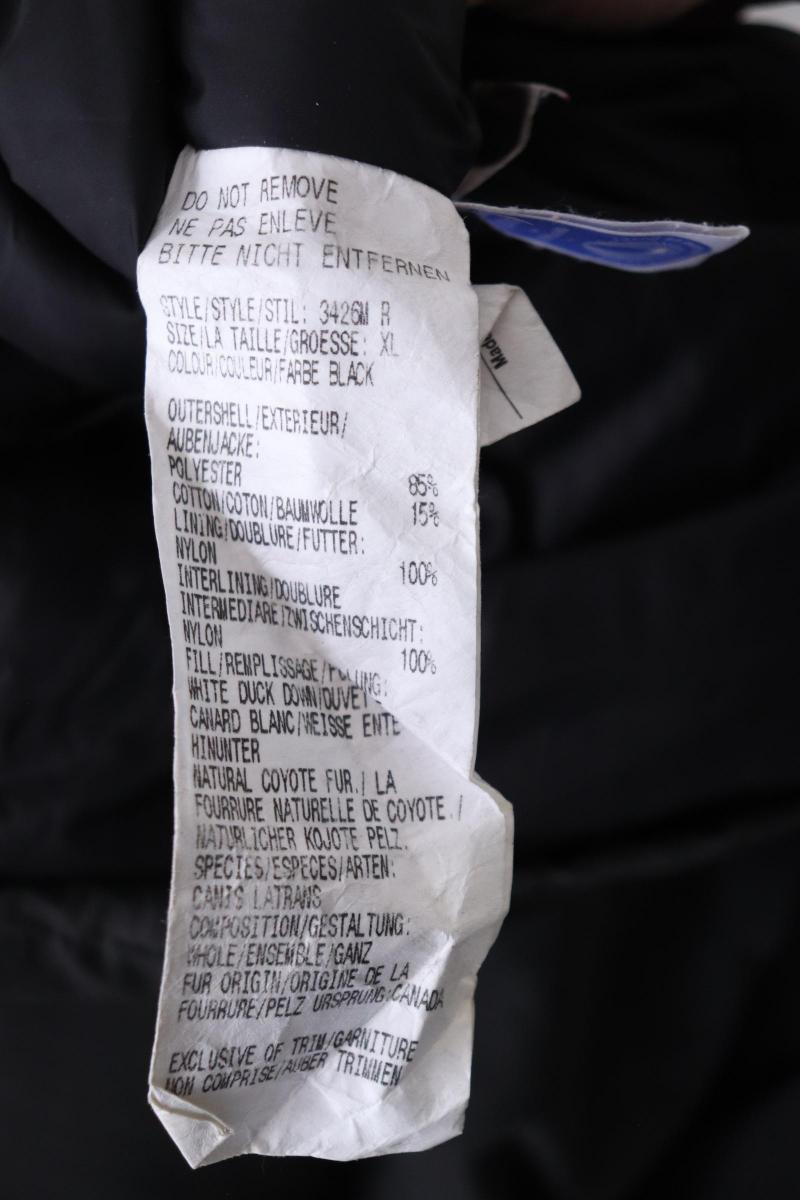 DO NOT REMOVE
NE PAS ENLEVE
BITTE NICHT ENTFERNEN
STYLE/STYLE/STIL: 3426M R
SIZE/LA TAILLE/GROESSE: XL
COLOUR/COULEUR/FARBE BLACK
OUTERSHELL/EXTERIEUR/
AUBENJACKE:
POLYESTER 85%
COTTON/COTON/BAUMWOLLE 15%
LINING/DOUBLURE/FUTTER:
NYLON 100%
INTERLINING/DOUBLURE
INTERMEDIARE/ZWISCHENSCHICHT:
NYLON 100%
FILL/REMPLISSAGE/
WHITE DUCK DOWN/DUVET
CANARD BLANC/WEISSE ENTE
HINUNTER
NATURAL COYOTE FUR./ LA
FOURRURE NATURELLE DE COYOTE./
NATURLICHER KOJOTE PELZ.
SPECIES/ESPECES/ARTEN:
CANIS LATRANS
COMPOSITION/GESTALTUNG:
WHOLE/ENSEMBLE/GANZ
FUR ORIGIN/ORIGINE DE LA
FOURRURE/PELZ URSPRUNG:CANADA
EXCLUSIVE OF TRIM/GARNITURE
NON COMPRISE/AUBER TRIMMEN
Made